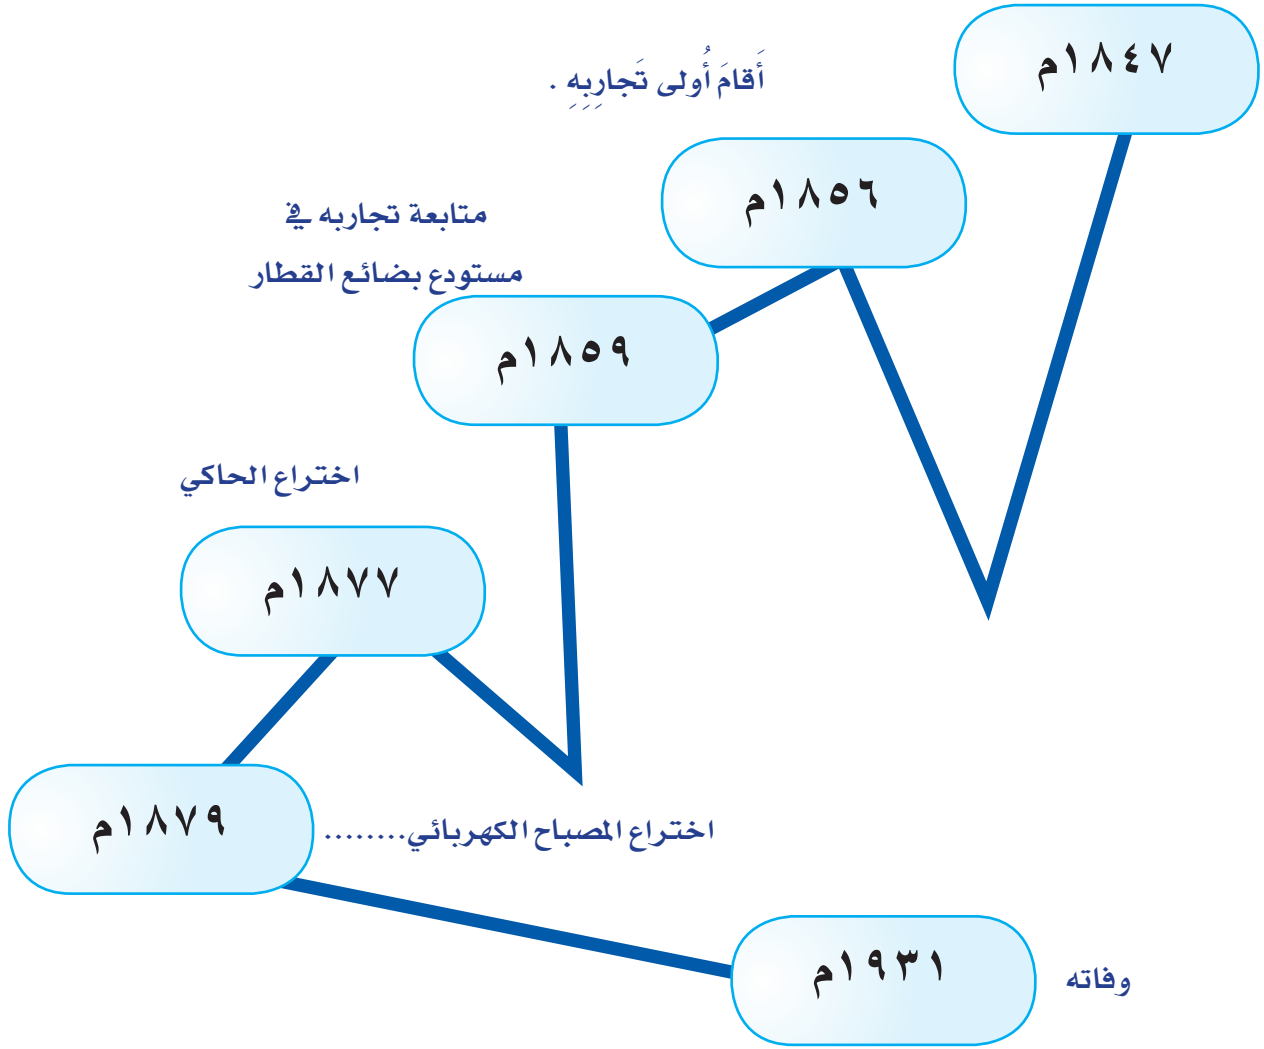 ١٨٤٧م
أَقامَ أُولى تَجارِبِهِ .
١٨٥٦م
متابعة تجاربه في
مستودع بضائع القطار
١٨٥٩م
اختراع الحاكي
١٨٧٧م
١٨٧٩م
اختراع المصباح الكهربائي........
١٩٣١م
وفاته